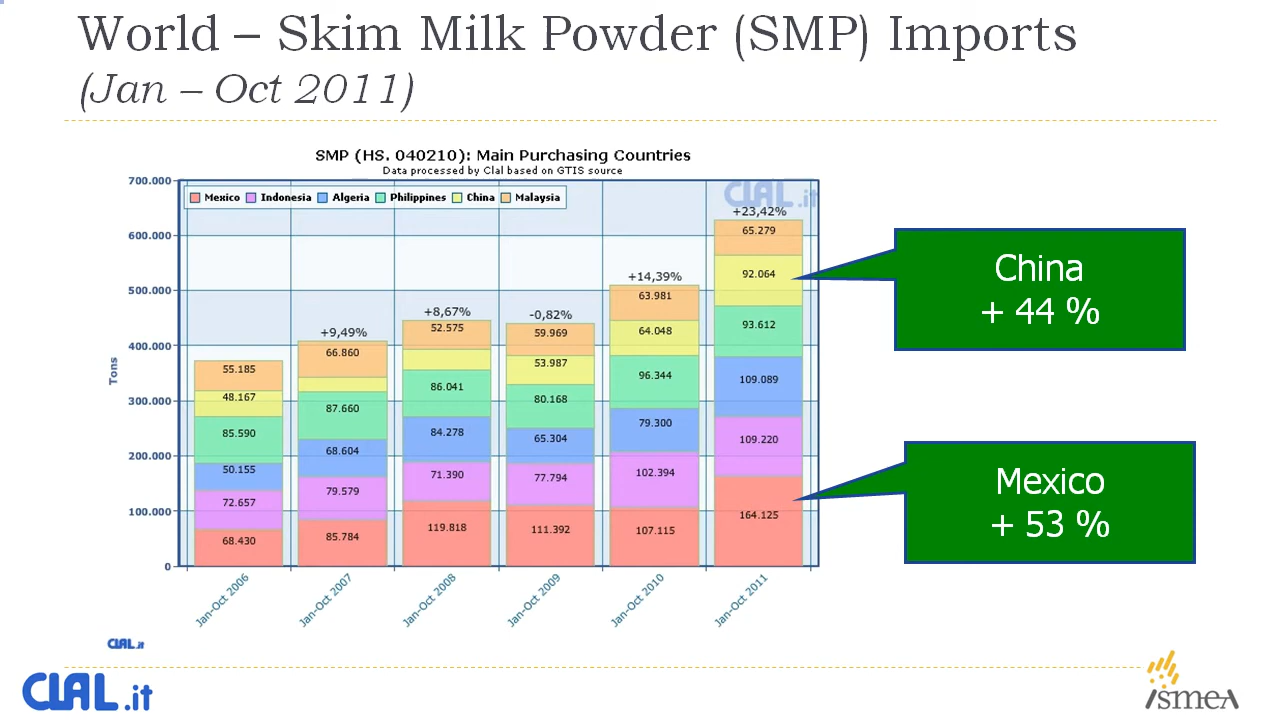 World – Skim Milk Powder (SMP) Imports
(Jan – Oct 2011)
SMP (HS. 040210): Main Purchasing Countries
Data processed by Clal based on GTIS source
CLAL.it
Mexico Indonesia Algeria Philippines China Malaysia
Tons
700.000
600.000
500.000
400.000
300.000
200.000
100.000
0
55.185
48.167
85.590
50.155
72.657
68.430
+9,49%
66.860
87.660
68.604
79.579
85.784
+8,67%
52.575
86.041
84.278
71.390
119.818
-0,82%
59.969
53.987
80.168
65.304
77.794
111.392
+14,39%
63.981
64.048
96.344
79.300
102.394
107.115
+23,42%
65.279
92.064
93.612
109.089
109.220
164.125
Jan-Oct 2006
Jan-Oct 2007
Jan-Oct 2008
Jan-Oct 2009
Jan-Oct 2010
Jan-Oct 2011
China
+ 44 %
Mexico
+ 53 %
CLAL.it
CLAL.it
ismea